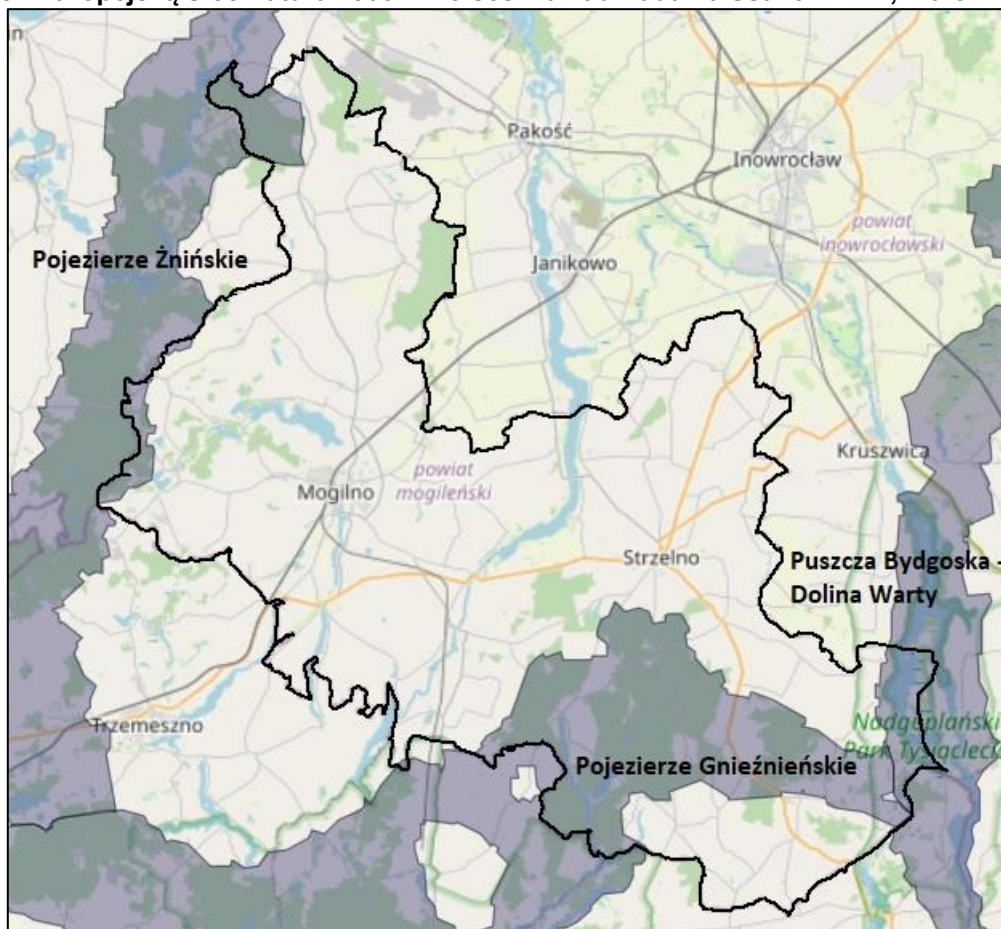 Pakość
Inowrocław
powiat
inowrocławski
Pojezierze Żnińskie
Janikowo
Kruszwica
powiat
mogileński
Mogilno
Strzelno
Puszcza Bydgoska -
Dolina Warty
Trzemeszno
Nadgoplański
Park Tysiąclecia
Pojezierze Gnieźnieńskie